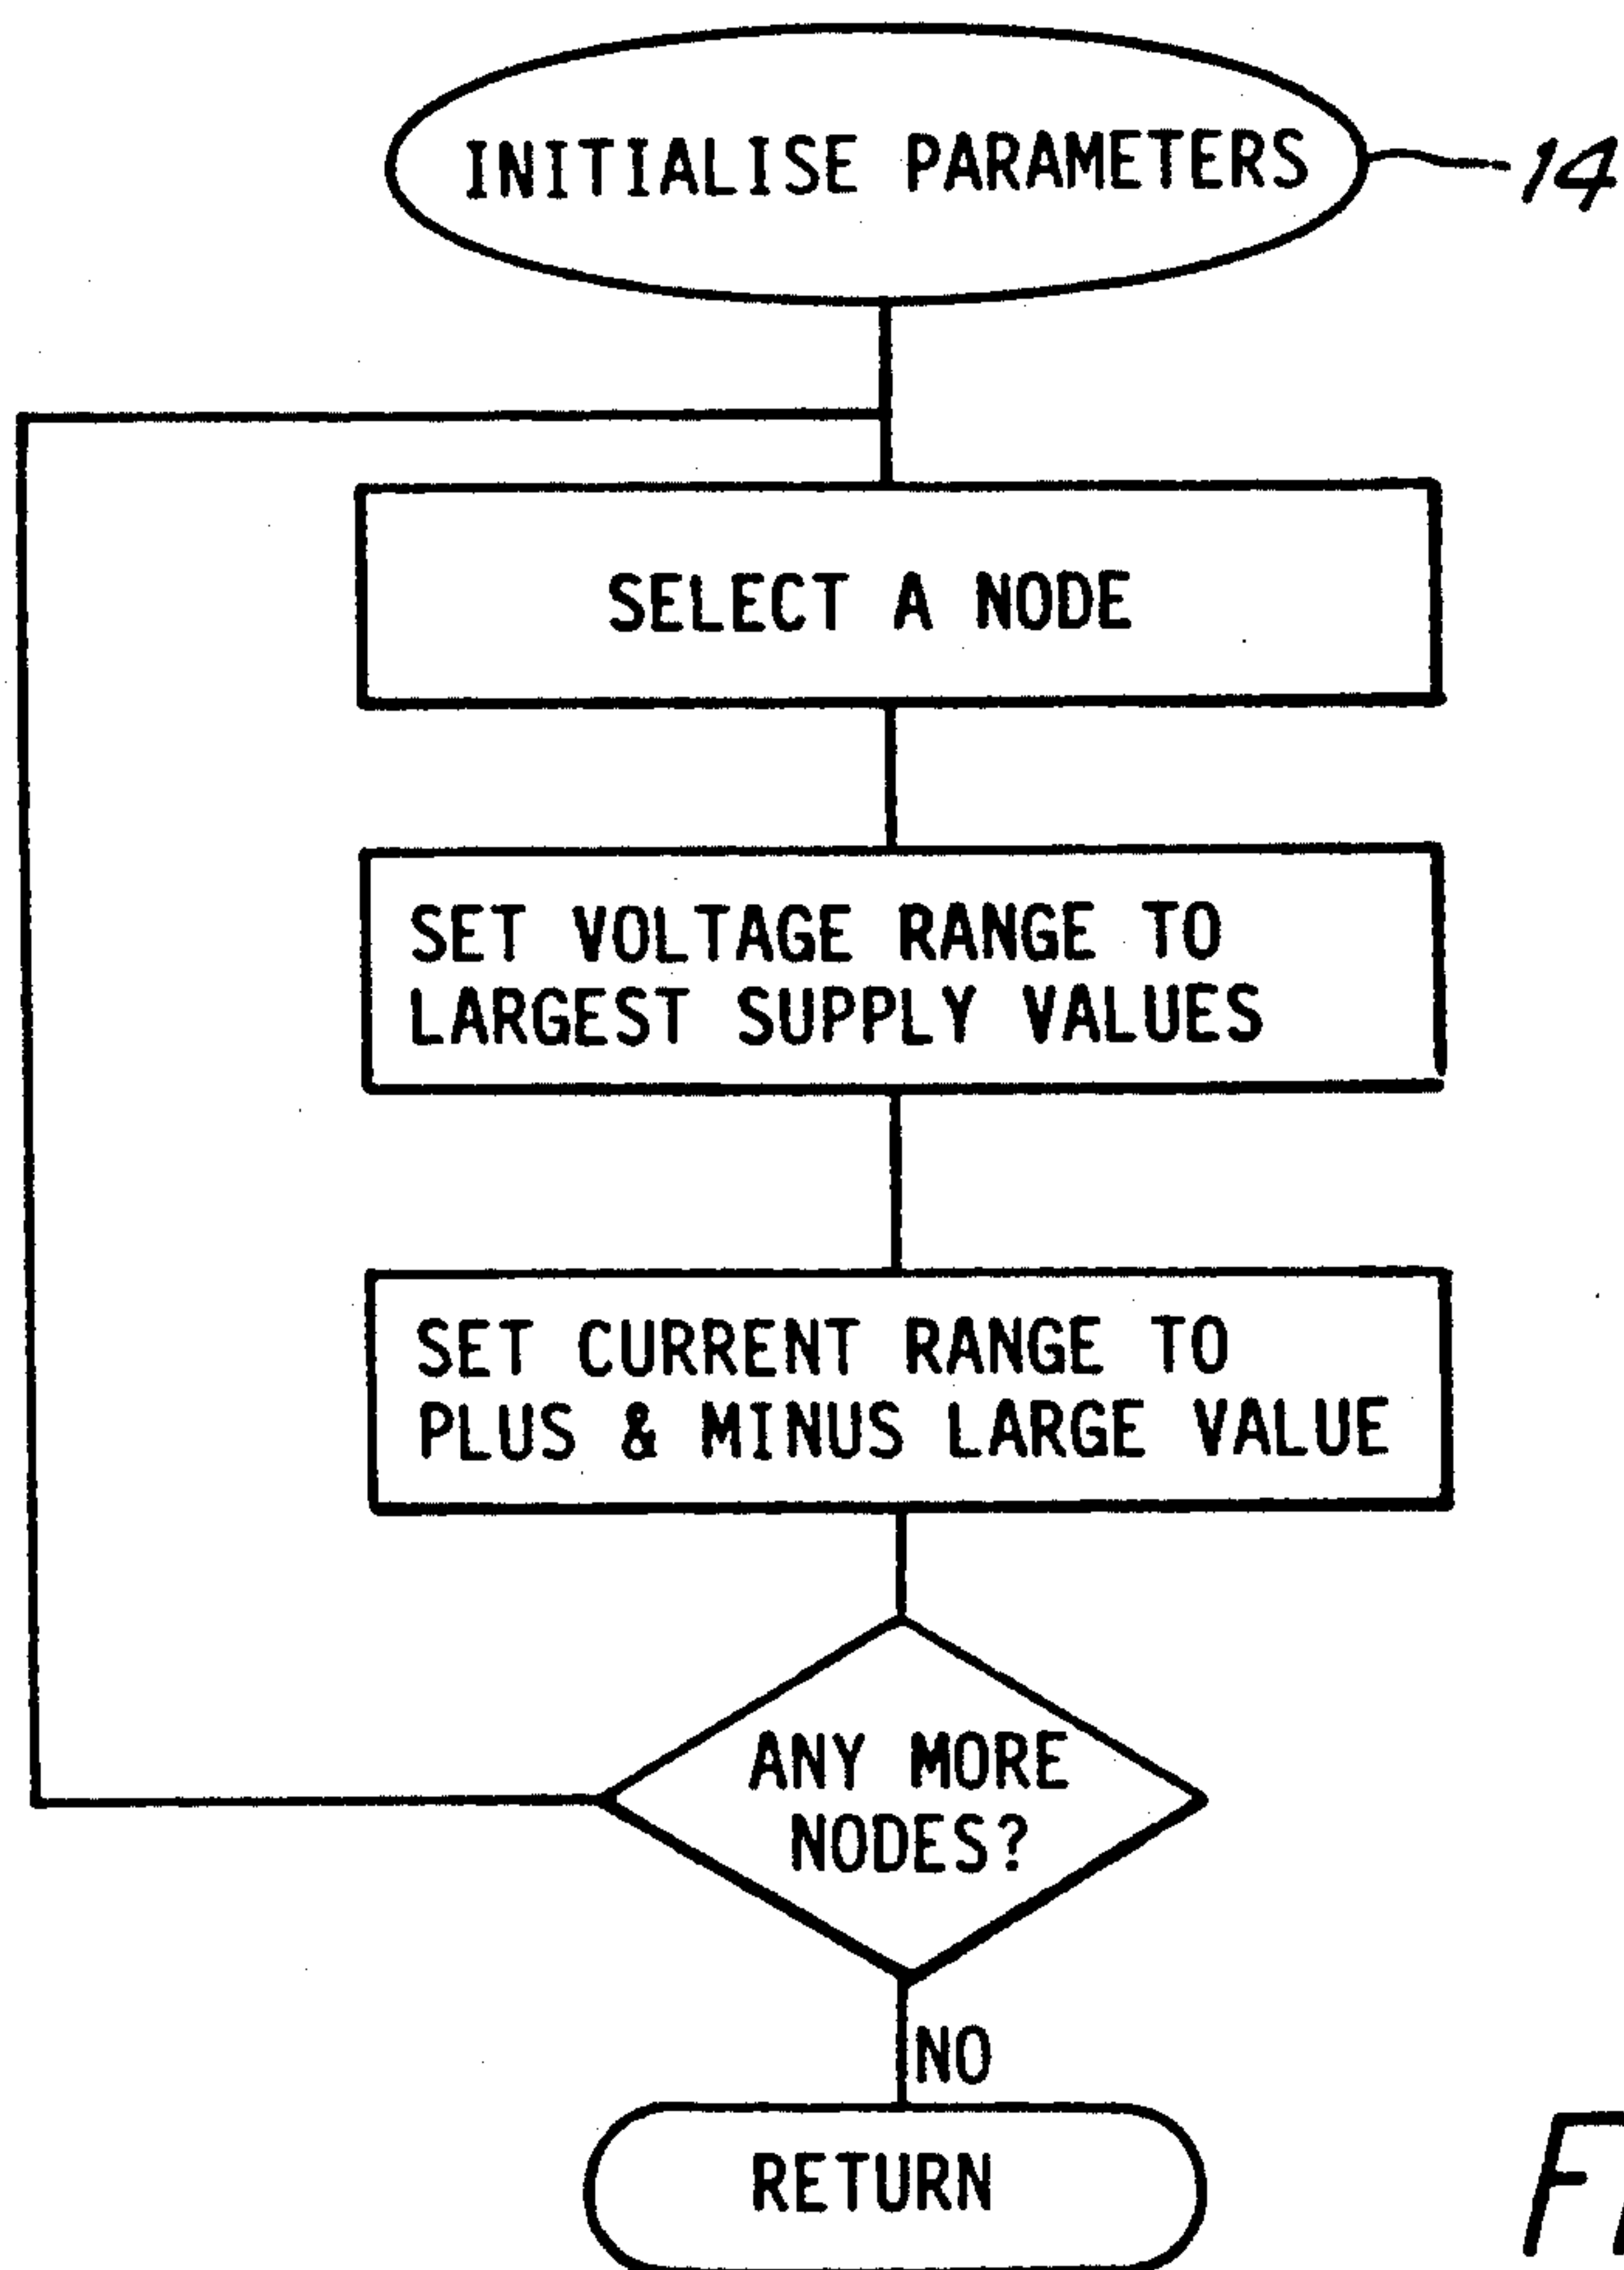 INITIALISE PARAMETERS
14
SELECT A NODE
SET VOLTAGE RANGE TO
LARGEST SUPPLY VALUES
SET CURRENT RANGE TO
PLUS & MINUS LARGE VALUE
ANY MORE
NODES?
NO
RETURN